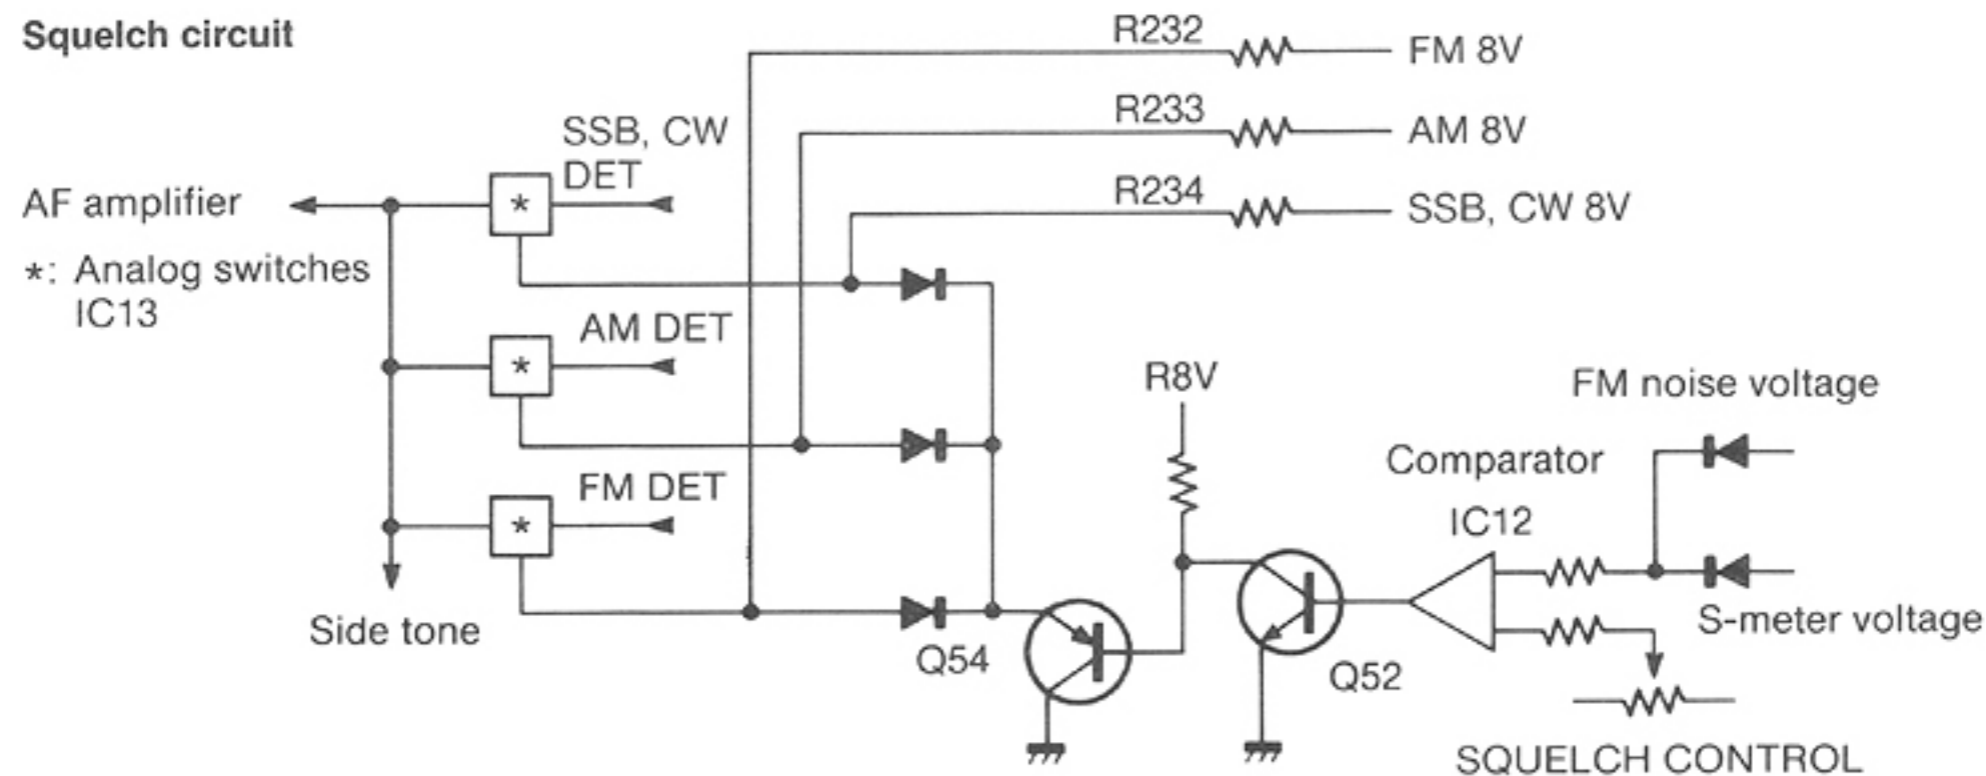 Squelch circuit
R232
FM 8V
R233
AM 8V
R234
SSB, CW 8V
SSB, CW
DET
AF amplifier
*
*: Analog switches
IC13
AM DET
*
FM DET
*
Side tone
R8V
FM noise voltage
Comparator
IC12
S-meter voltage
Q54
Q52
SQUELCH CONTROL